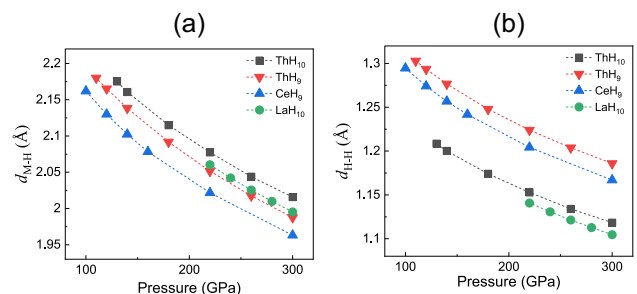 (a)
2.2
2.15
2.1
2.05
2
1.95
d_M-H (Å)
ThH10
ThH9
CeH9
LaH10
100
200
300
Pressure (GPa)
(b)
1.3
1.25
1.2
1.15
1.1
d_H-H (Å)
ThH10
ThH9
CeH9
LaH10
100
200
300
Pressure (GPa)